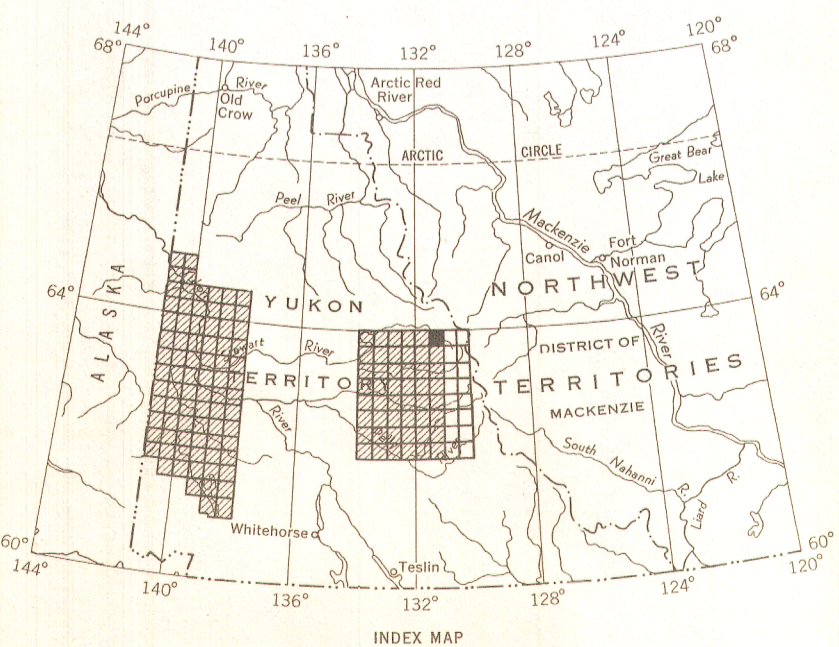 144°
140°
136°
132°
128°
124°
120°
68°
68°
Porcupine River
Old
Crow
Arctic Red
River
ARCTIC CIRCLE
Great Bear
Lake
Peel River
Mackenzie
Canol
Fort
Norman
64°
ALASKA
YUKON
NORTHWEST
64°
River
River
DISTRICT OF
TERRITORY
TERRITORIES
MACKENZIE
River
River
South Nahanni R.
Liard R.
Whitehorse
Teslin
60°
60°
144°
140°
136°
132°
128°
124°
120°
INDEX MAP